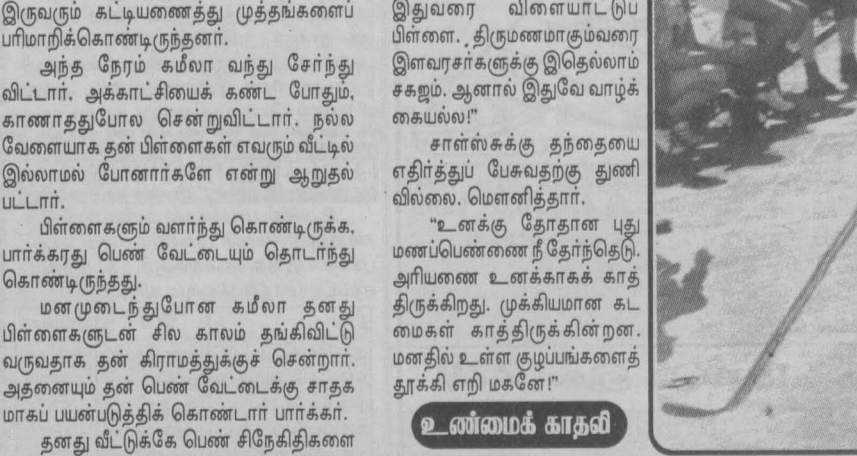 இருவரும் கட்டியணைத்து முத்தங்களைப்
பரிமாறிக்கொண்டிருந்தனர்.
அந்த நேரம் கமீலா வந்து சேர்ந்து
விட்டார். அக்காட்சியைக் கண்ட போதும்,
காணாததுபோல சென்றுவிட்டார். நல்ல
வேளையாக தன் பிள்ளைகள் எவரும் வீட்டில்
இல்லாமல் போனார்களே என்று ஆறுதல்
பட்டார்.
பிள்ளைகளும் வளர்ந்து கொண்டிருக்க,
பார்க்கரது பெண் வேட்டையும் தொடர்ந்து
கொண்டிருந்தது.
மனமுடைந்துபோன கமீலா தனது
பிள்ளைகளுடன் சில காலம் தங்கிவிட்டு
வருவதாக தன் கிராமத்துக்குச் சென்றார்.
அதனையும் தன் பெண் வேட்டைக்கு சாதக
மாகப் பயன்படுத்திக் கொண்டார் பார்க்கர்.
தனது வீட்டுக்கே பெண் சிநேகிதிகளை
இதுவரை விளையாட்டுப்
பிள்ளை. திருமணமாகும்வரை
இளவரசர்களுக்கு இதெல்லாம்
சகஜம். ஆனால் இதுவே வாழ்க்
கையல்ல!"
சாள்ஸ்சுக்கு தந்தையை
எதிர்த்துப் பேசுவதற்கு துணி
வில்லை. மௌனித்தார்.
"உனக்கு தோதான புது
மணப்பெண்ணை நீ தேர்ந்தெடு.
அரியணை உனக்காகக் காத்
திருக்கிறது. முக்கியமான கட
மைகள் காத்திருக்கின்றன.
மனதில் உள்ள குழப்பங்களைத்
தூக்கி எறி மகனே!"
உண்மைக் காதலி